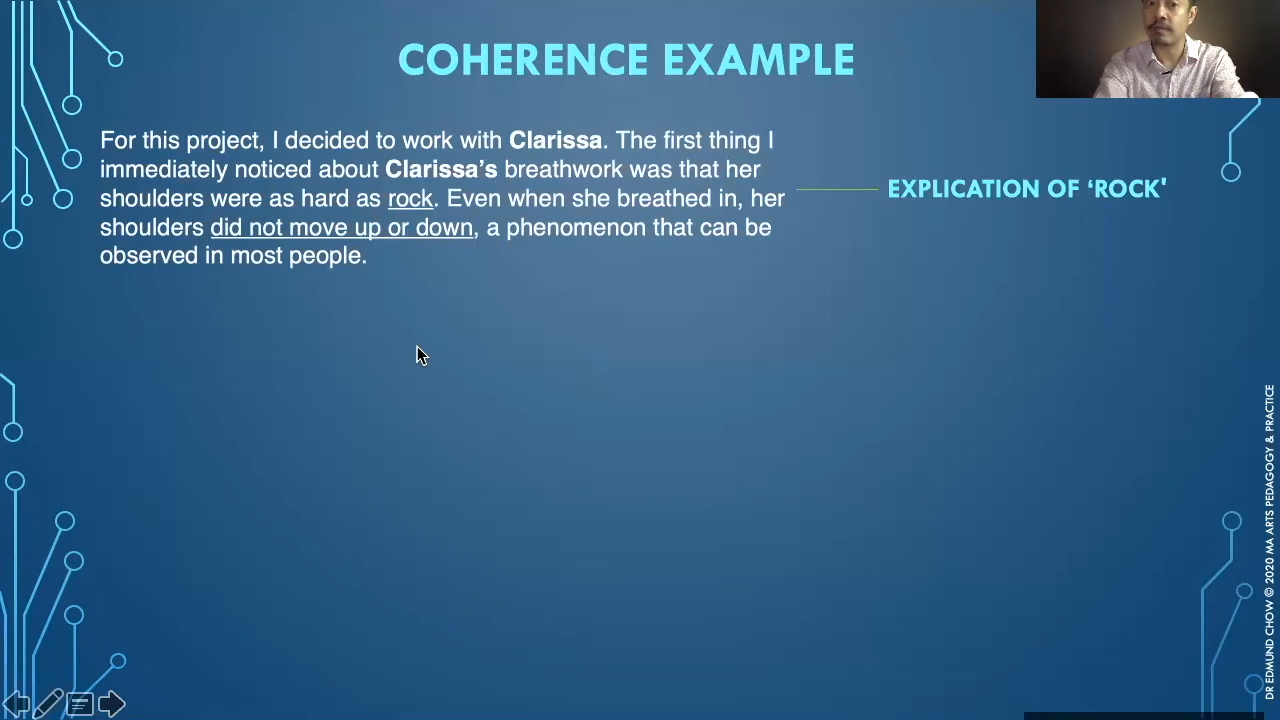 COHERENCE EXAMPLE
For this project, I decided to work with Clarissa. The first thing I
immediately noticed about Clarissa’s breathwork was that her
shoulders were as hard as rock. Even when she breathed in, her
shoulders did not move up or down, a phenomenon that can be
observed in most people.
EXPLICATION OF ‘ROCK'
DR EDMUND CHOW © 2020 MA ARTS PEDAGOGY & PRACTICE